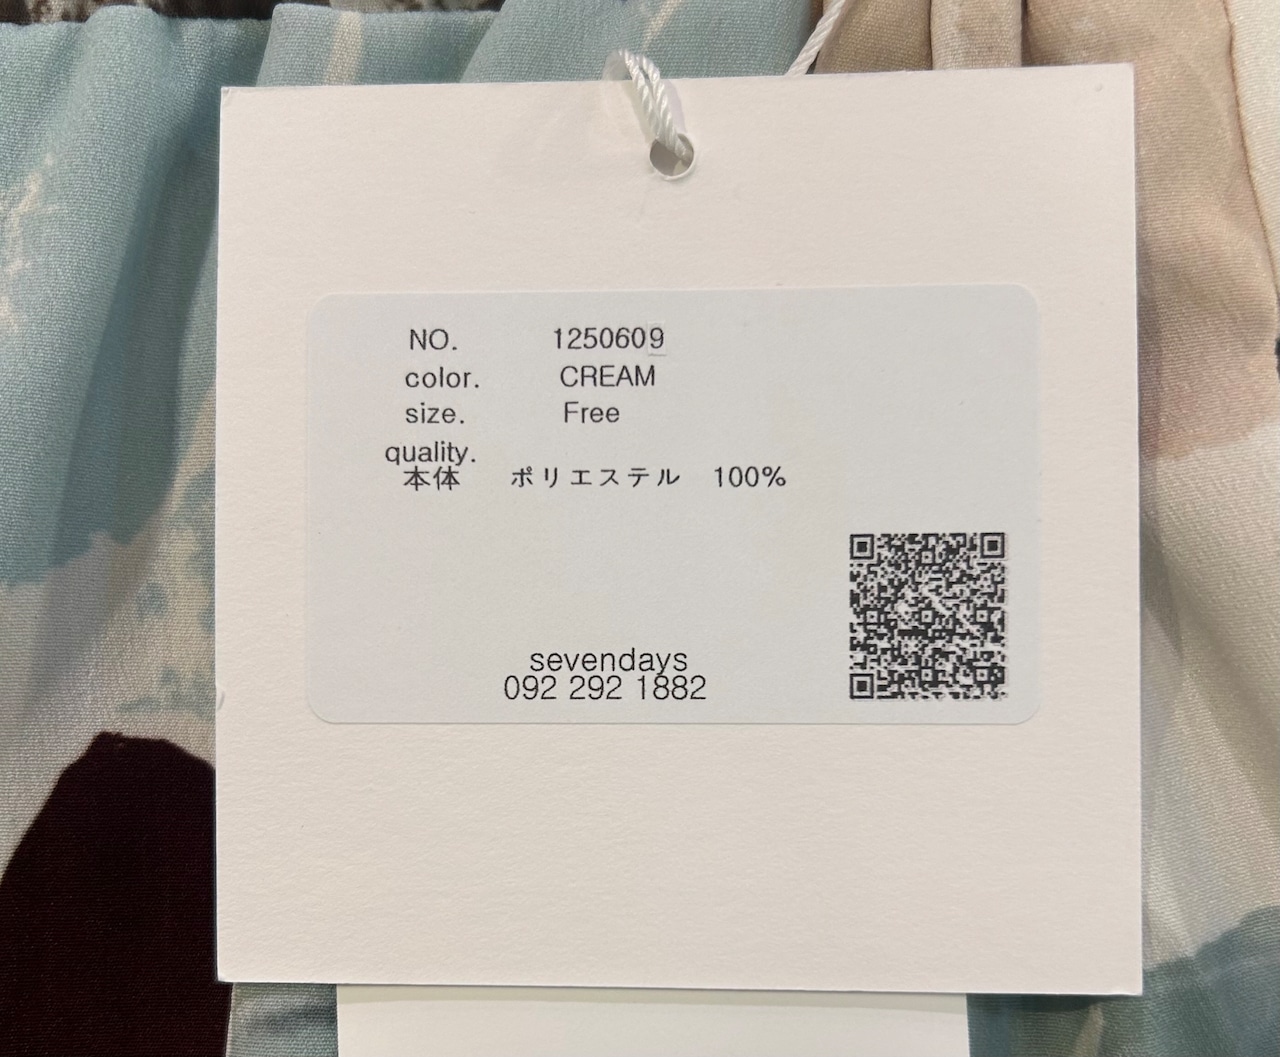 NO. 1250609
color. CREAM
size. Free
quality.
本体 ポリエステル 100%
sevendays
092 292 1882